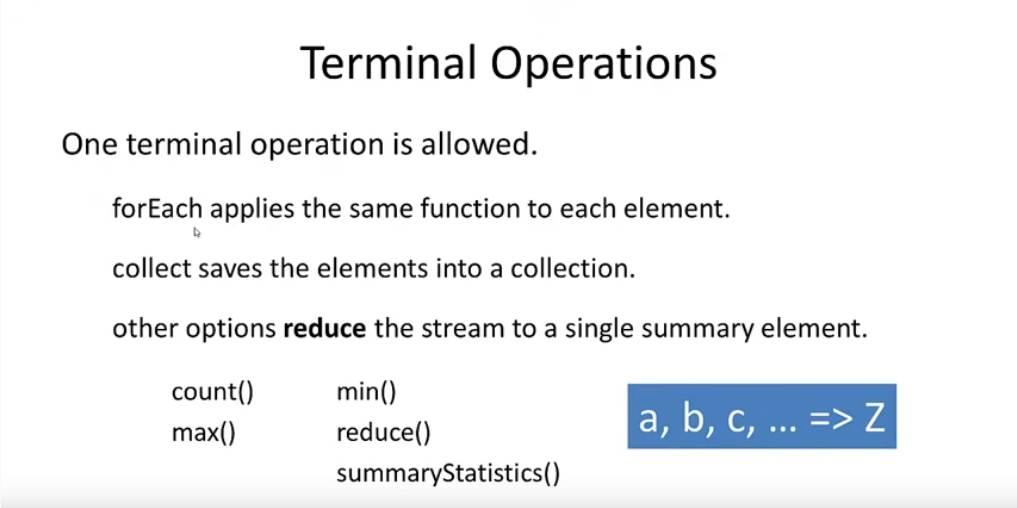 Terminal Operations
One terminal operation is allowed.
forEach applies the same function to each element.
collect saves the elements into a collection.
other options reduce the stream to a single summary element.
count() min()
max() reduce()
summaryStatistics()
a, b, c, ... => Z